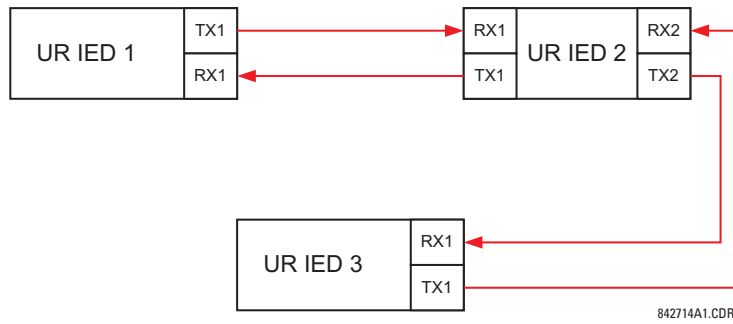 UR IED 1
TX1
RX1
RX1
TX1
UR IED 2
RX2
TX2
UR IED 3
RX1
TX1
842714A1.CDR